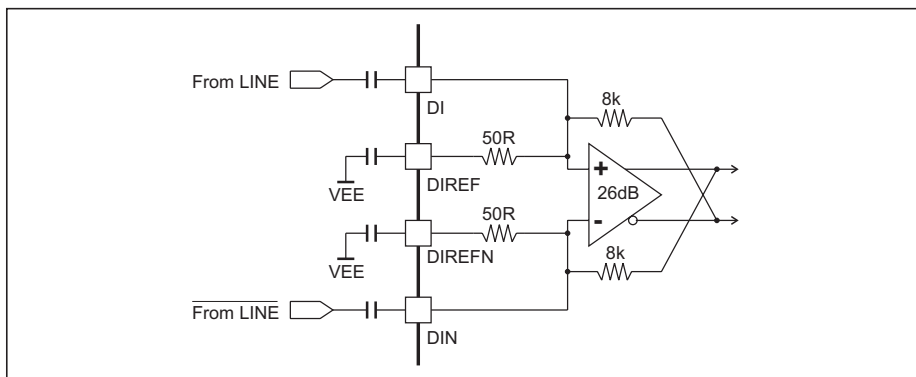 From LINE
DI
8k
50R
DIREF
VEE
+
26dB
50R
-
DIREFN
VEE
8k
From LINE
DIN